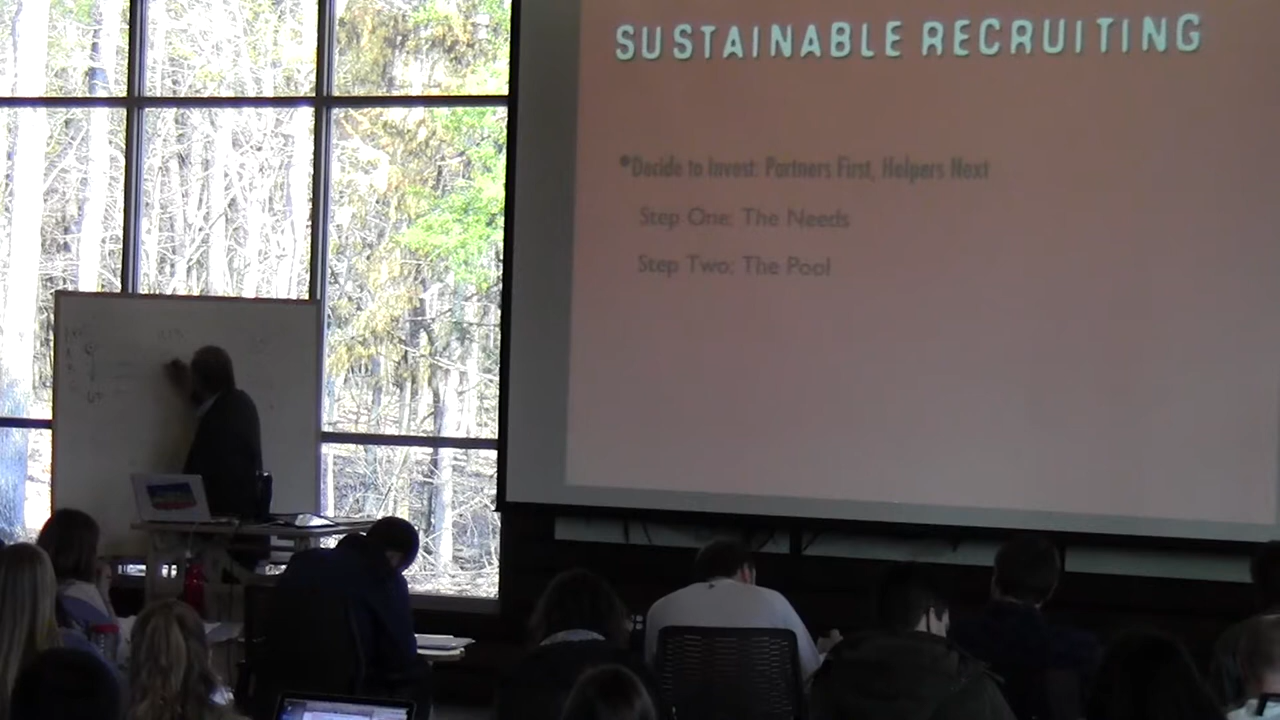 SUSTAINABLE RECRUITING
•Decide to Invest: Partners First, Helpers Next
Step One: The Needs
Step Two: The Pool